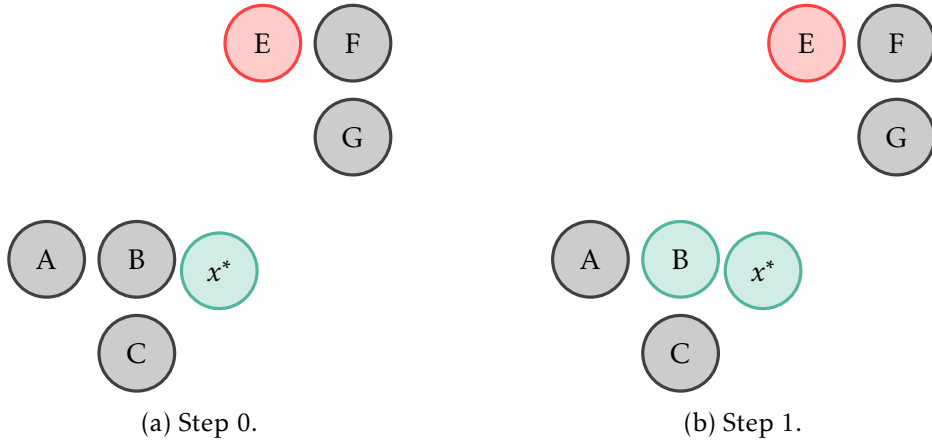 E F
G
A B x*
C
(a) Step 0.
E F
G
A B x*
C
(b) Step 1.